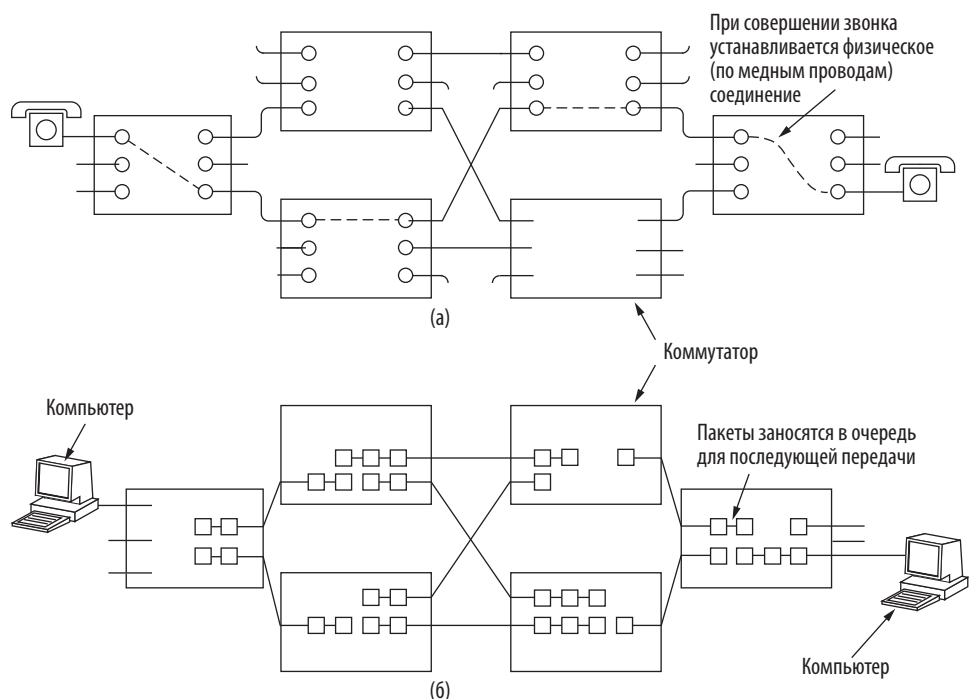 При совершении звонка
устанавливается физическое
(по медным проводам)
соединение
(а)
Коммутатор
Компьютер
Пакеты заносятся в очередь
для последующей передачи
Компьютер
(б)